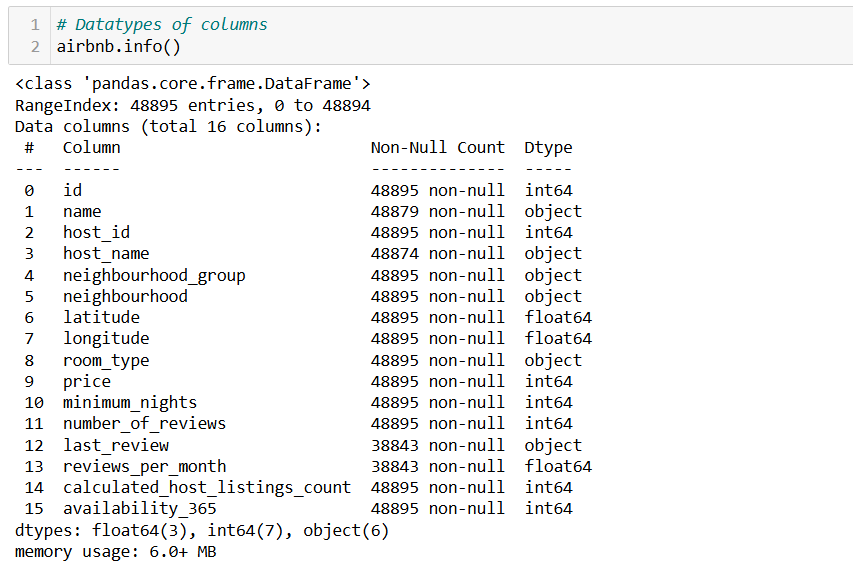 1 # Datatypes of columns
2 airbnb.info()
<class 'pandas.core.frame.DataFrame'>
RangeIndex: 48895 entries, 0 to 48894
Data columns (total 16 columns):
 #   Column                          Non-Null Count  Dtype
---  ------                          --------------  -----
 0   id                              48895 non-null  int64
 1   name                            48879 non-null  object
 2   host_id                         48895 non-null  int64
 3   host_name                       48874 non-null  object
 4   neighbourhood_group             48895 non-null  object
 5   neighbourhood                   48895 non-null  object
 6   latitude                        48895 non-null  float64
 7   longitude                       48895 non-null  float64
 8   room_type                       48895 non-null  object
 9   price                           48895 non-null  int64
 10  minimum_nights                  48895 non-null  int64
 11  number_of_reviews               48895 non-null  int64
 12  last_review                     38843 non-null  object
 13  reviews_per_month               38843 non-null  float64
 14  calculated_host_listings_count  48895 non-null  int64
 15  availability_365                48895 non-null  int64
dtypes: float64(3), int64(7), object(6)
memory usage: 6.0+ MB